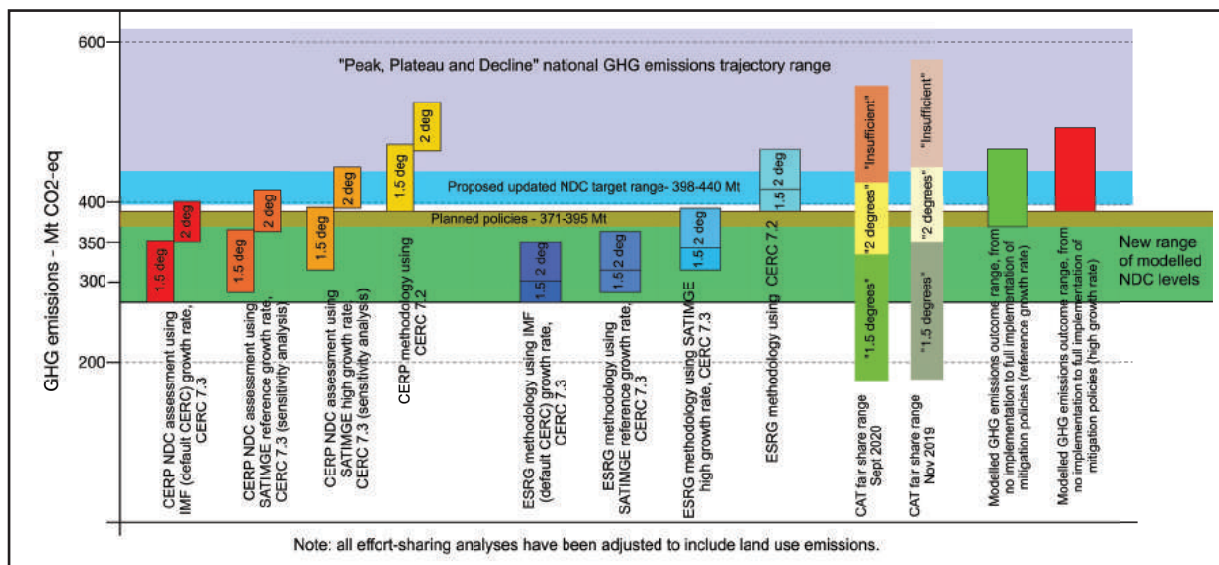 GHG emissions - Mt CO2-eq
600
400
350
300
200
"Peak, Plateau and Decline" national GHG emissions trajectory range
Proposed updated NDC target range- 398-440 Mt
Planned policies - 371-395 Mt
New range
of modelled
NDC levels
1.5 deg
2 deg
1.5 deg
2 deg
1.5 deg
2 deg
1.5 deg
2 deg
1.5
2 deg
1.5
2 deg
1.5
2 deg
1.5 deg
2 deg
"1.5 degrees"
"2 degrees"
"Insufficient"
"1.5 degrees"
"2 degrees"
"Insufficient"
CERP NDC assessment using
IMF (default CERC) growth rate,
CERC 7.3
CERP NDC assessment using
SATIMGE reference growth rate,
CERC 7.3 (sensitivity analysis)
CERP NDC assessment using
SATIMGE high growth rate,
CERC 7.3 (sensitivity analysis)
CERP methodology using
CERC 7.2
ESRG methodology using IMF
(default CERC) growth rate,
CERC 7.3
ESRG methodology using
SATIMGE reference growth rate,
CERC 7.3
ESRG methodology using SATIMGE
high growth rate, CERC 7.3
ESRG methodology using CERC 7.2
CAT fair share range
Sept 2020
CAT fair share range
Nov 2019
Modelled GHG emissions outcome range, from
no implementation to full implementation of
mitigation policies (reference growth rate)
Modelled GHG emissions outcome range, from
no implementation to full implementation of
mitigation policies (high growth rate)
Note: all effort-sharing analyses have been adjusted to include land use emissions.